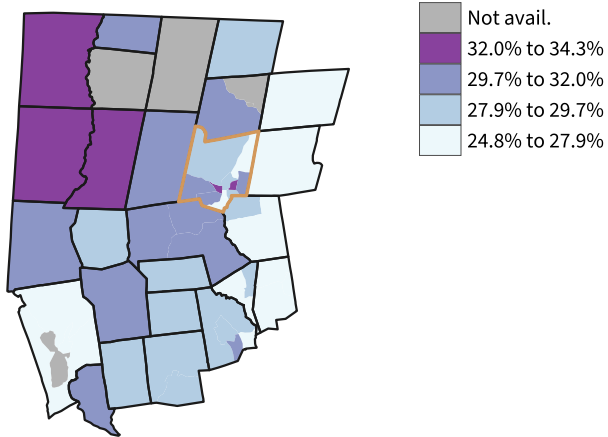 Not avail.
32.0% to 34.3%
29.7% to 32.0%
27.9% to 29.7%
24.8% to 27.9%